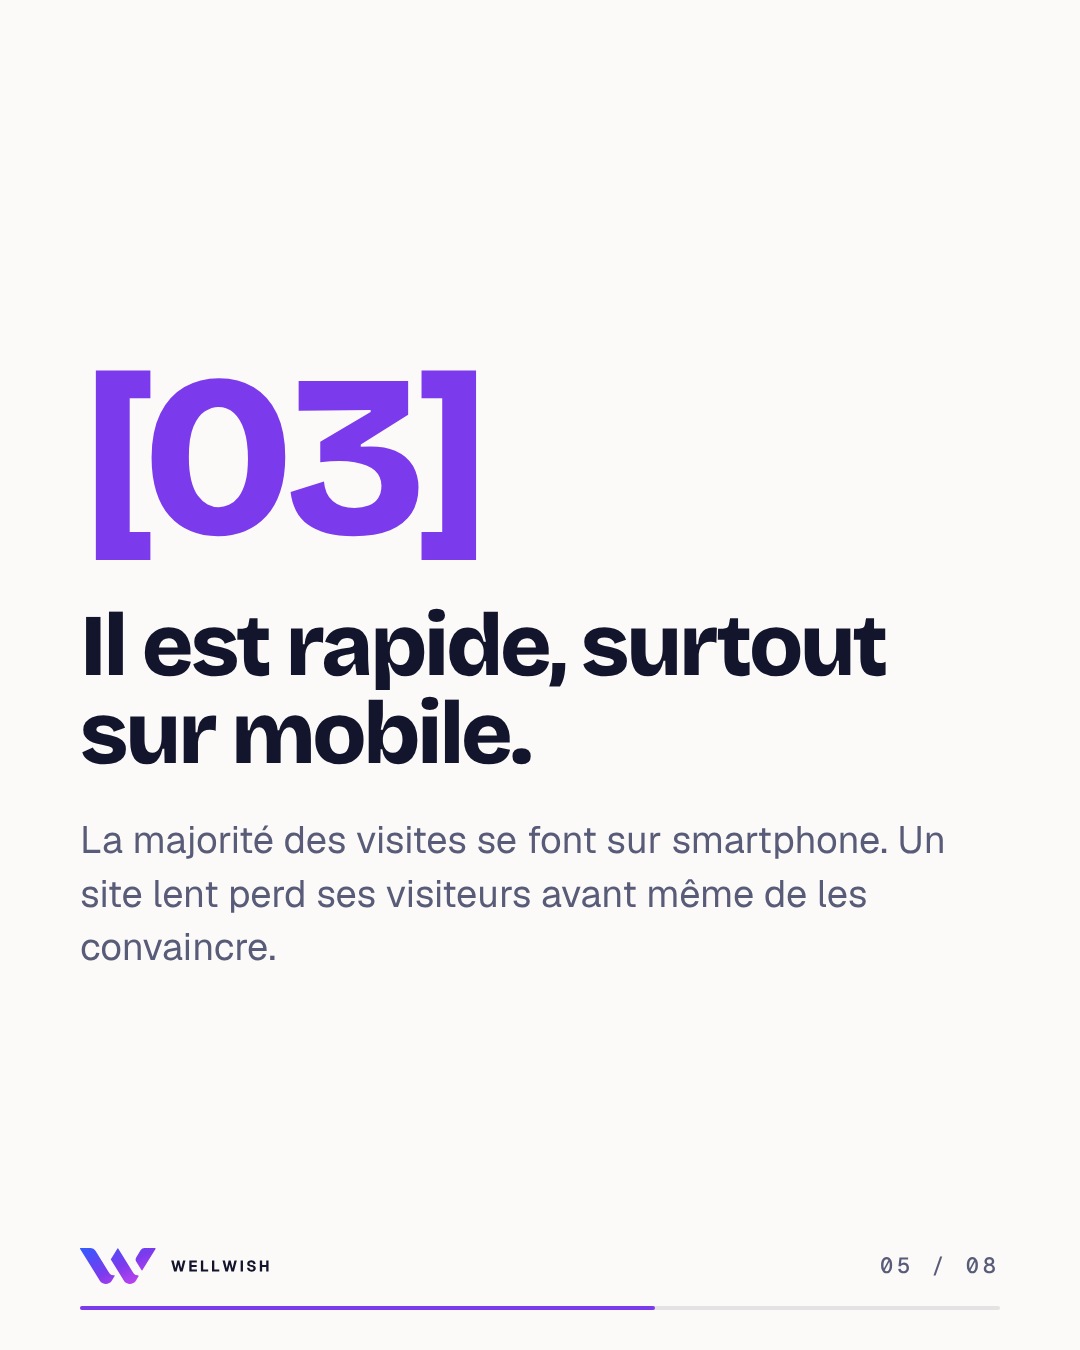 [03]
Il est rapide, surtout
sur mobile.
La majorité des visites se font sur smartphone. Un
site lent perd ses visiteurs avant même de les
convaincre.
WELLWISH
05 / 08